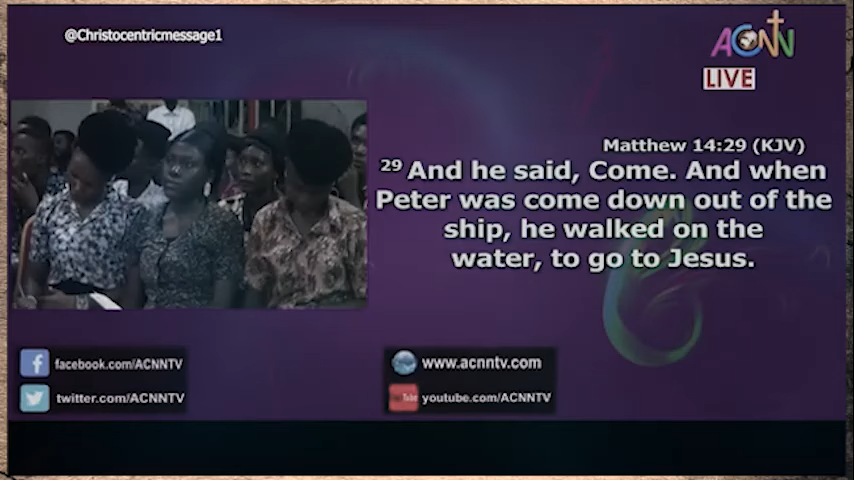 @Christocentricmessage1
ACNN
LIVE
Matthew 14:29 (KJV)
29 And he said, Come. And when
Peter was come down out of the
ship, he walked on the
water, to go to Jesus.
facebook.com/ACNNTV
www.acnntv.com
twitter.com/ACNNTV
youtube.com/ACNNTV